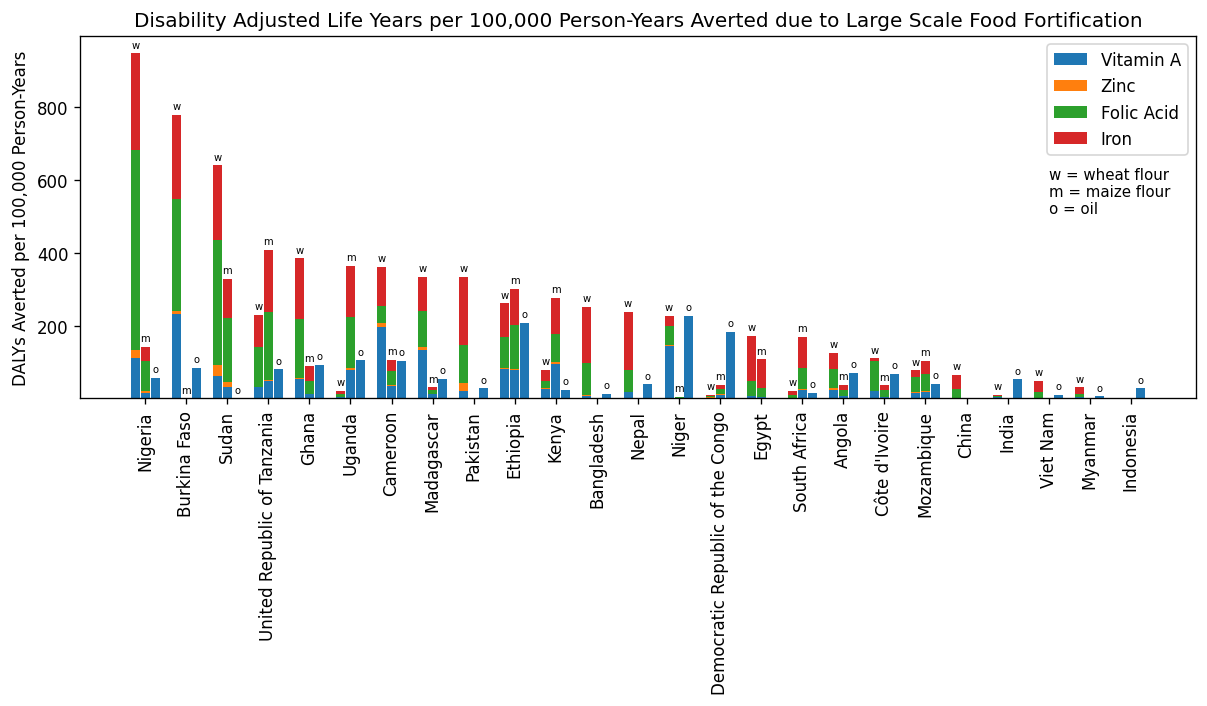 Disability Adjusted Life Years per 100,000 Person-Years Averted due to Large Scale Food Fortification
DALYs Averted per 100,000 Person-Years
800
600
400
200
Vitamin A
Zinc
Folic Acid
Iron
w = wheat flour
m = maize flour
o = oil
w m o
w m o
w m o
w m o
w m o
w m o
w m o
w m o
w o
w m o
w m o
w o
w o
w m o
w m o
w m
w m o
w m o
w m o
w m o
w
w o
w o
w o
o
Nigeria
Burkina Faso
Sudan
United Republic of Tanzania
Ghana
Uganda
Cameroon
Madagascar
Pakistan
Ethiopia
Kenya
Bangladesh
Nepal
Niger
Democratic Republic of the Congo
Egypt
South Africa
Angola
Côte d'Ivoire
Mozambique
China
India
Viet Nam
Myanmar
Indonesia